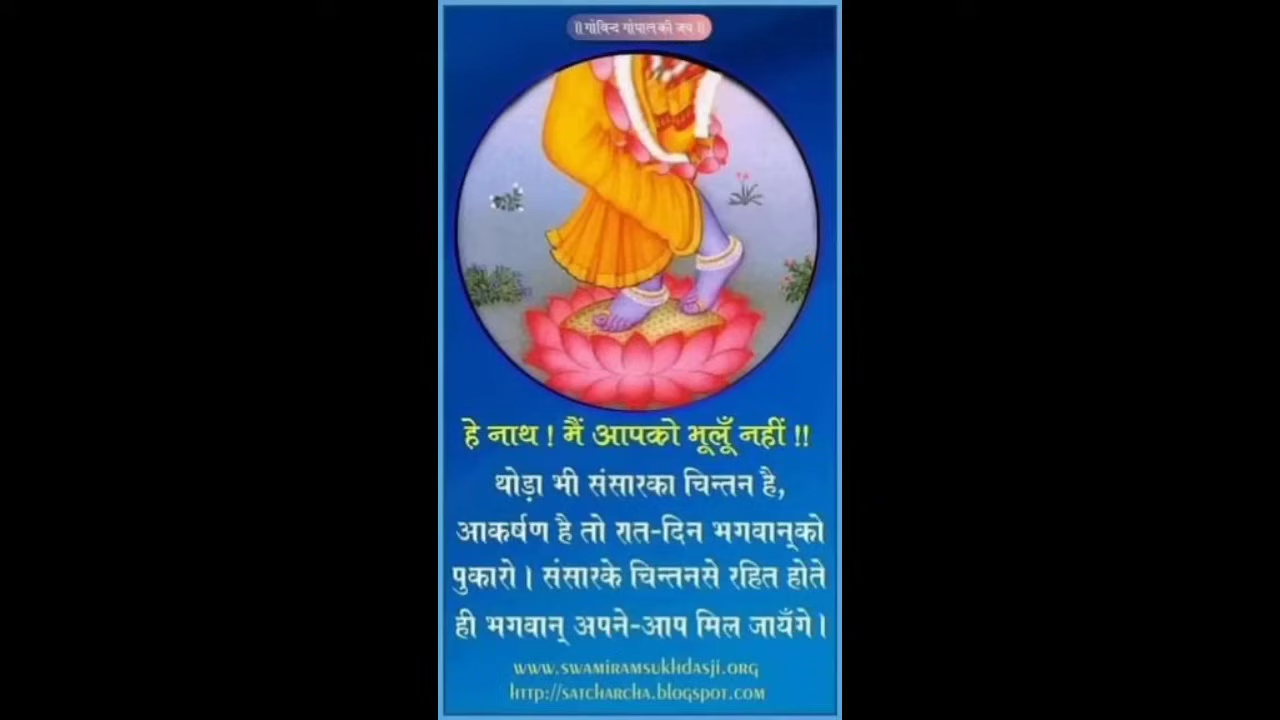 ॥ गोविन्द गोपाल की जय ॥
हे नाथ ! मैं आपको भूलूँ नहीं !!
थोड़ा भी संसारका चिन्तन है,
आकर्षण है तो रात-दिन भगवान्‌को
पुकारो। संसारके चिन्तनसे रहित होते
ही भगवान् अपने-आप मिल जायँगे।
www.swamiramsukhdasji.org
http://satcharcha.blogspot.com